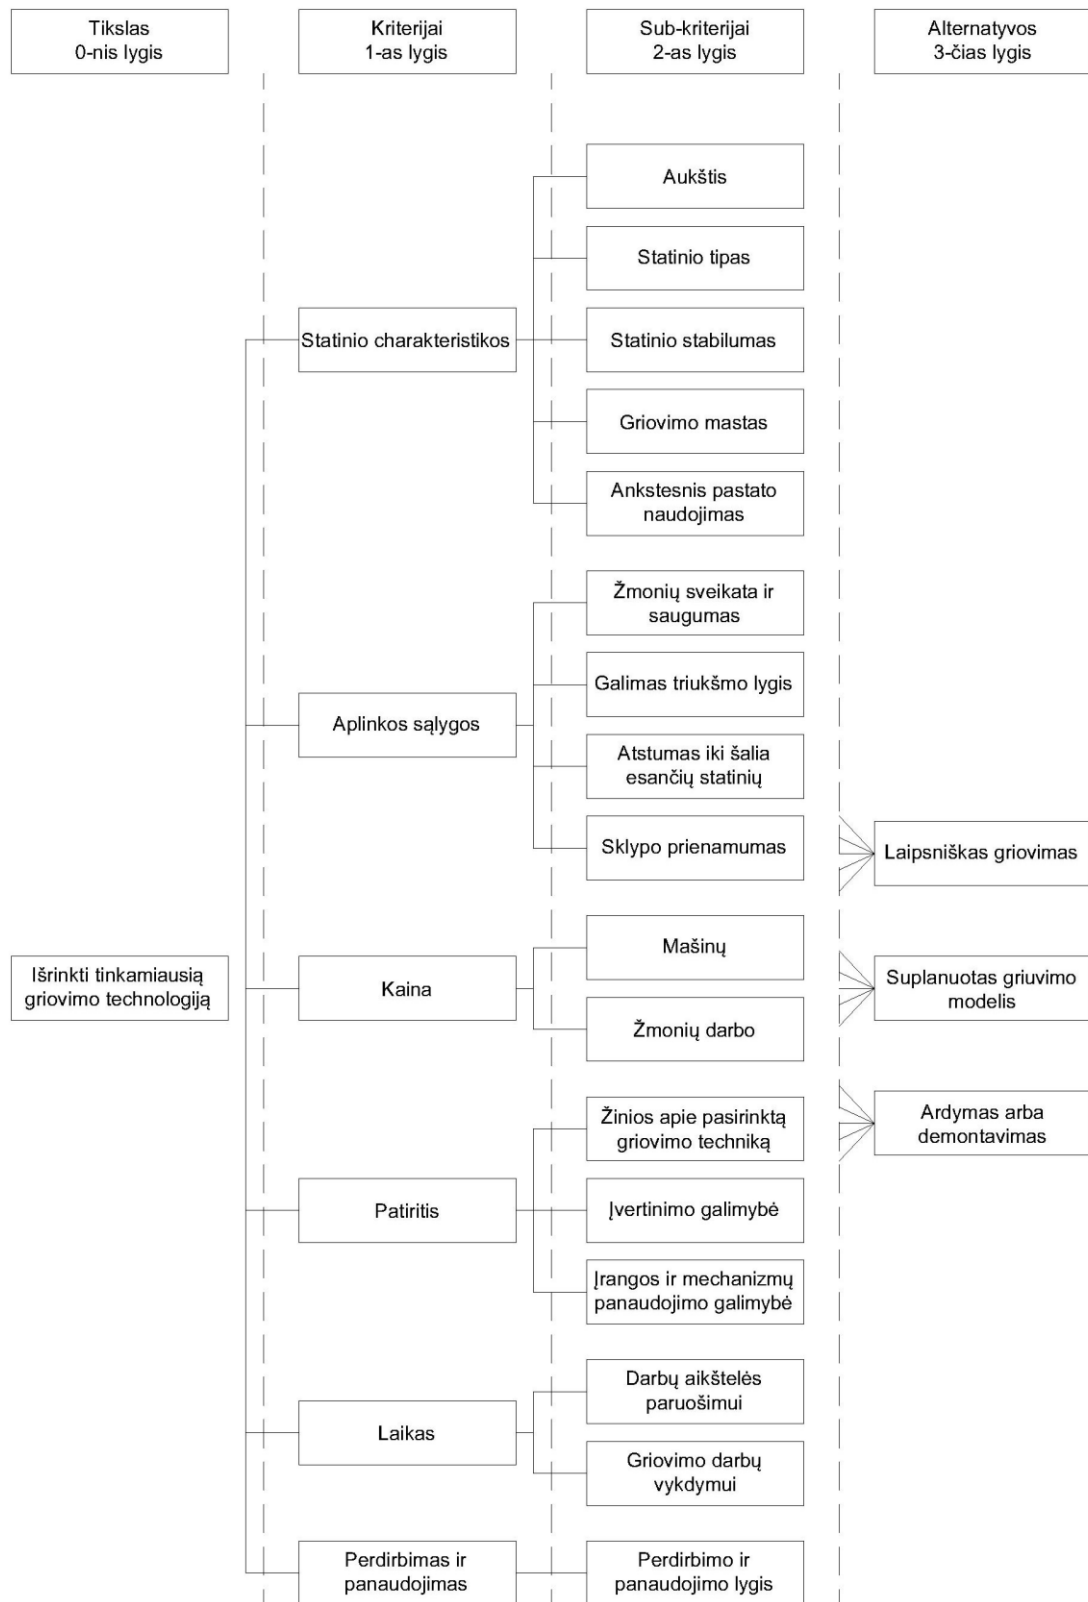 Tikslas
0-nis lygis
Kriterijai
1-as lygis
Sub-kriterijai
2-as lygis
Alternatyvos
3-čias lygis
Išrinkti tinkamiausią
griovimo technologiją
Statinio charakteristikos
Aukštis
Statinio tipas
Statinio stabilumas
Griovimo mastas
Ankstesnis pastato
naudojimas
Aplinkos sąlygos
Žmonių sveikata ir
saugumas
Galimas triukšmo lygis
Atstumas iki šalia
esančių statinių
Sklypo prienamumas
Kaina
Mašinų
Žmonių darbo
Patiritis
Žinios apie pasirinktą
griovimo techniką
Įvertinimo galimybė
Įrangos ir mechanizmų
panaudojimo galimybė
Laikas
Darbų aikštelės
paruošimui
Griovimo darbų
vykdymui
Perdirbimas ir
panaudojimas
Perdirbimo ir
panaudojimo lygis
Laipsniškas griovimas
Suplanuotas griuvimo
modelis
Ardymas arba
demontavimas